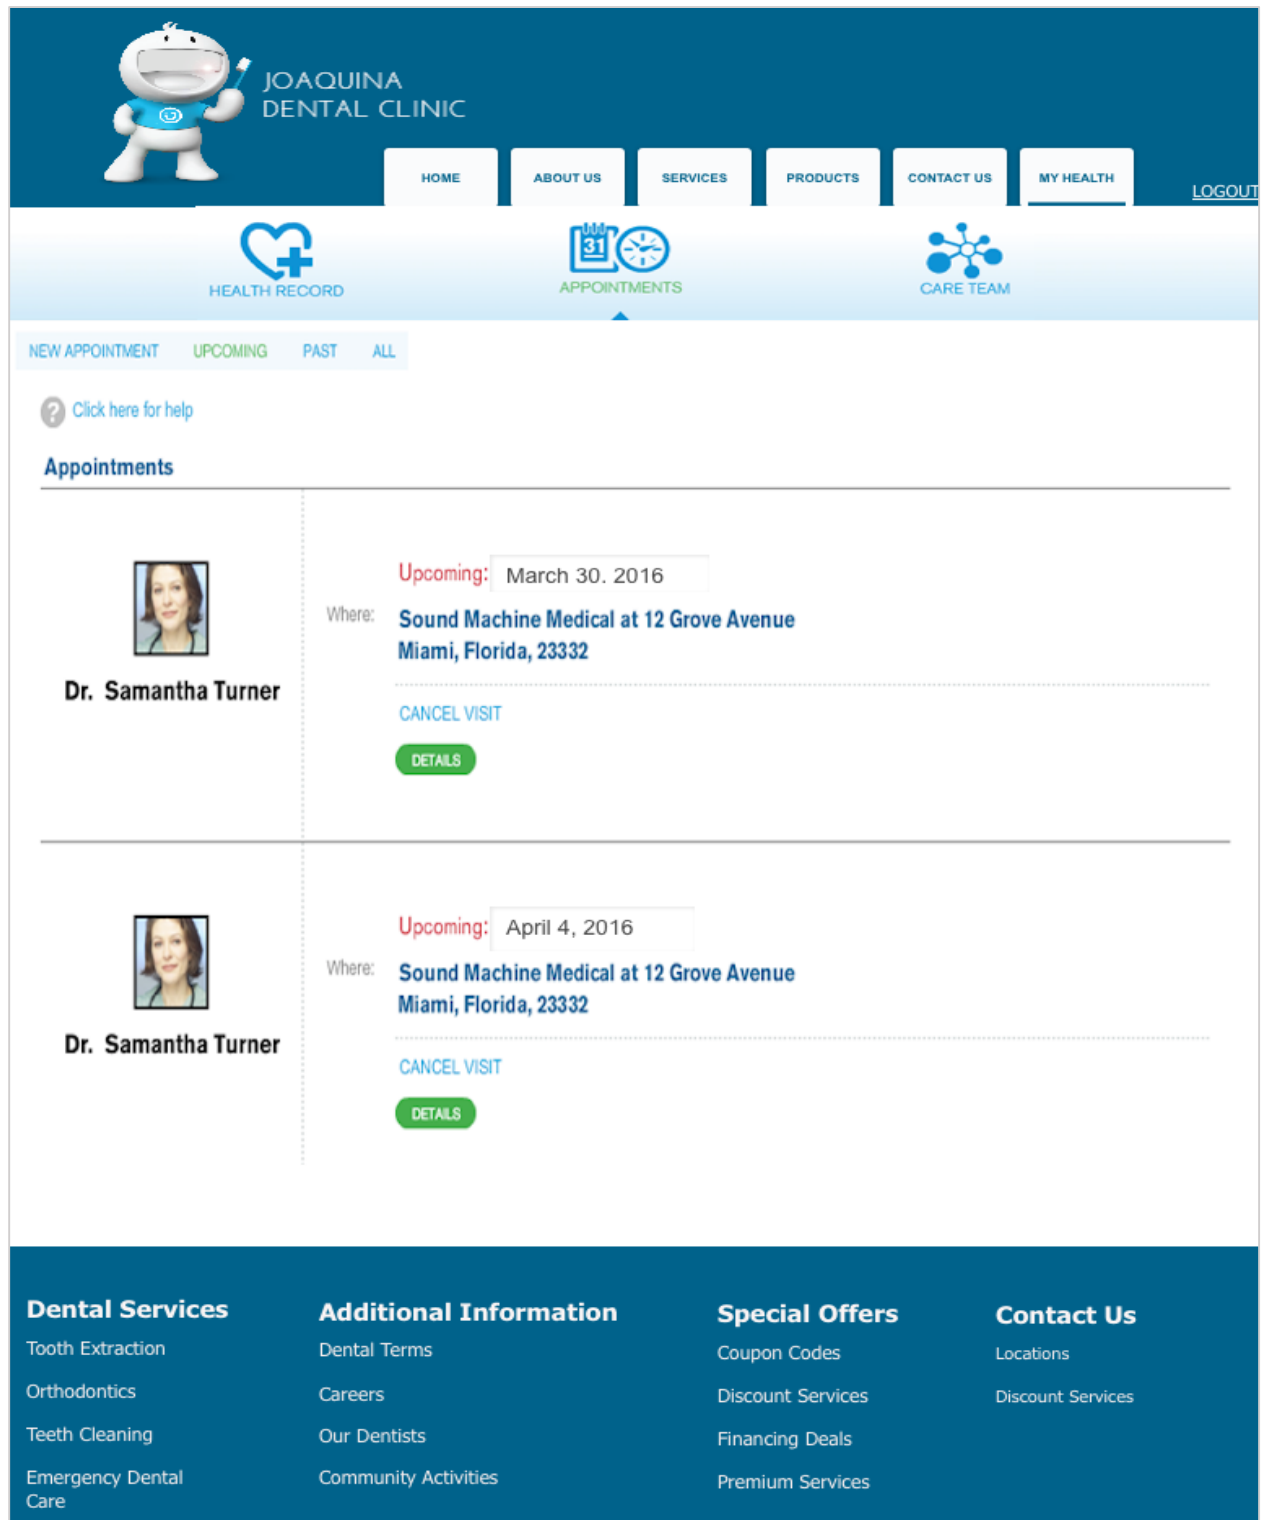 JOAQUINA
DENTAL CLINIC
HOME
ABOUT US
SERVICES
PRODUCTS
CONTACT US
MY HEALTH
LOGOUT
31
HEALTH RECORD
APPOINTMENTS
CARE TEAM
NEW APPOINTMENT
UPCOMING
PAST
ALL
? Click here for help
Appointments
Upcoming: March 30. 2016
Where: Sound Machine Medical at 12 Grove Avenue
Miami, Florida, 23332
Dr. Samantha Turner
CANCEL VISIT
DETAILS
Upcoming: April 4, 2016
Where: Sound Machine Medical at 12 Grove Avenue
Miami, Florida, 23332
Dr. Samantha Turner
CANCEL VISIT
DETAILS
Dental Services
Tooth Extraction
Orthodontics
Teeth Cleaning
Emergency Dental
Care
Additional Information
Dental Terms
Careers
Our Dentists
Community Activities
Special Offers
Coupon Codes
Discount Services
Financing Deals
Premium Services
Contact Us
Locations
Discount Services